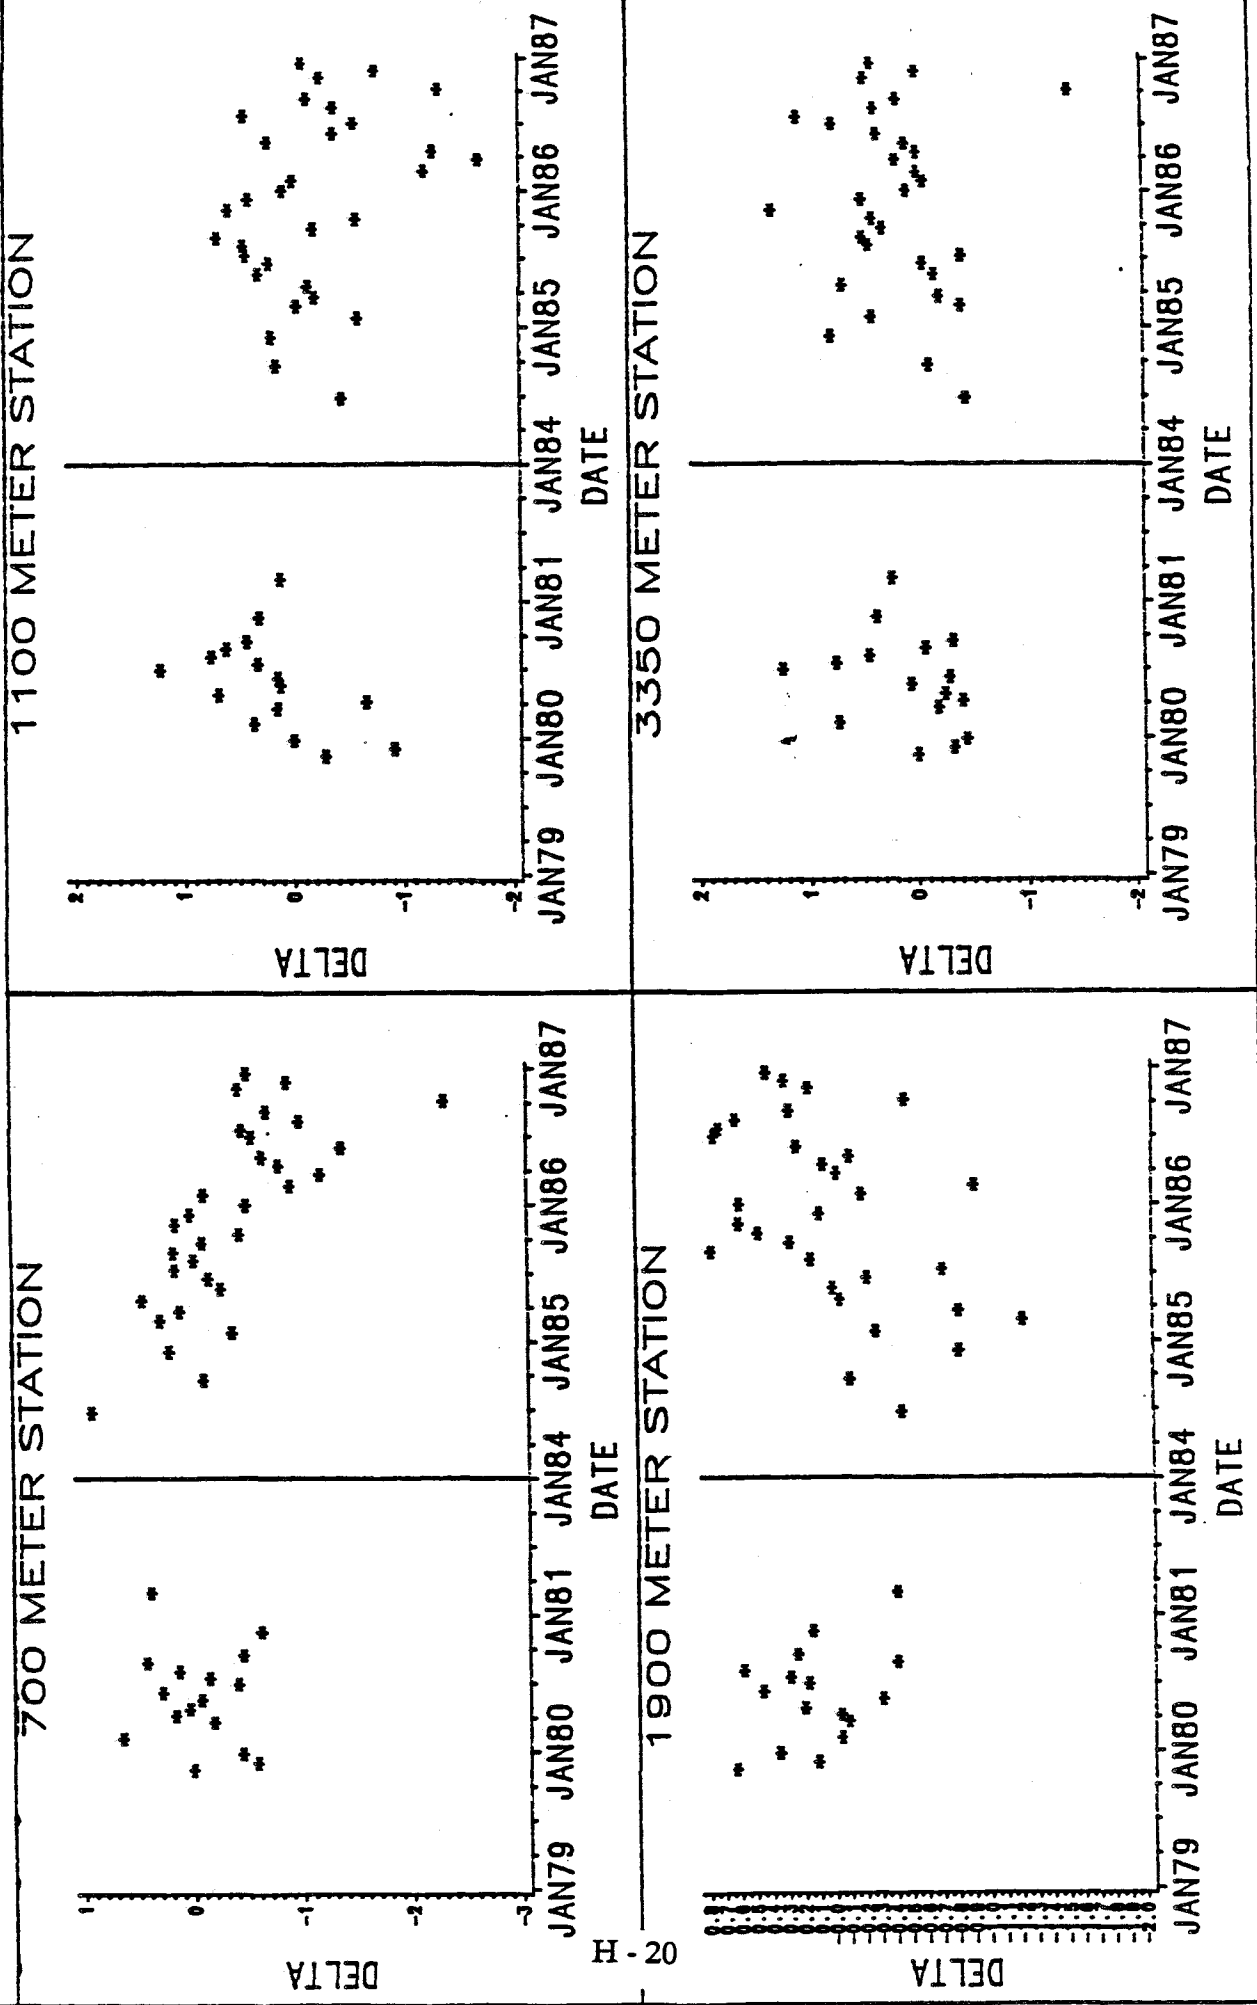 700 METER STATION
DELTA
1
0
-1
-2
-3
JAN79 JAN80 JAN81 JAN84 JAN85 JAN86 JAN87
DATE
1100 METER STATION
DELTA
2
1
0
-1
-2
JAN79 JAN80 JAN81 JAN84 JAN85 JAN86 JAN87
DATE
1900 METER STATION
DELTA
JAN79 JAN80 JAN81 JAN84 JAN85 JAN86 JAN87
DATE
3350 METER STATION
DELTA
2
1
0
-1
-2
JAN79 JAN80 JAN81 JAN84 JAN85 JAN86 JAN87
DATE
H - 20